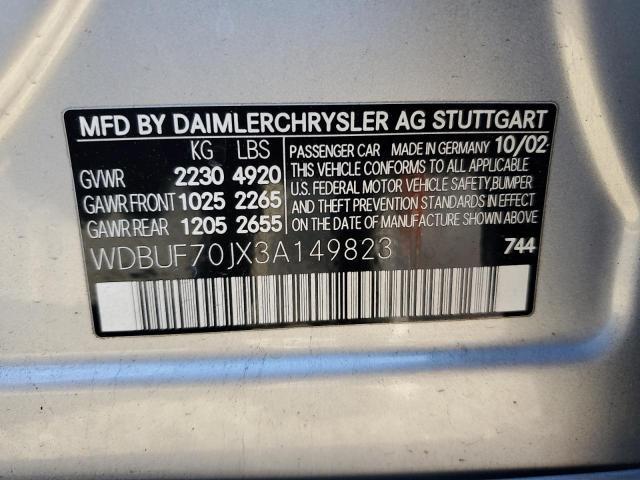 MFD BY DAIMLERCHRYSLER AG STUTTGART
KG LBS
GVWR 2230 4920
GAWR FRONT 1025 2265
GAWR REAR 1205 2655
PASSENGER CAR MADE IN GERMANY 10/02
THIS VEHICLE CONFORMS TO ALL APPLICABLE
U.S. FEDERAL MOTOR VEHICLE SAFETY, BUMPER
AND THEFT PREVENTION STANDARDS IN EFFECT
ON THE DATE OF MANUFACTURE SHOWN ABOVE.
WDBUF70JX3A149823 744